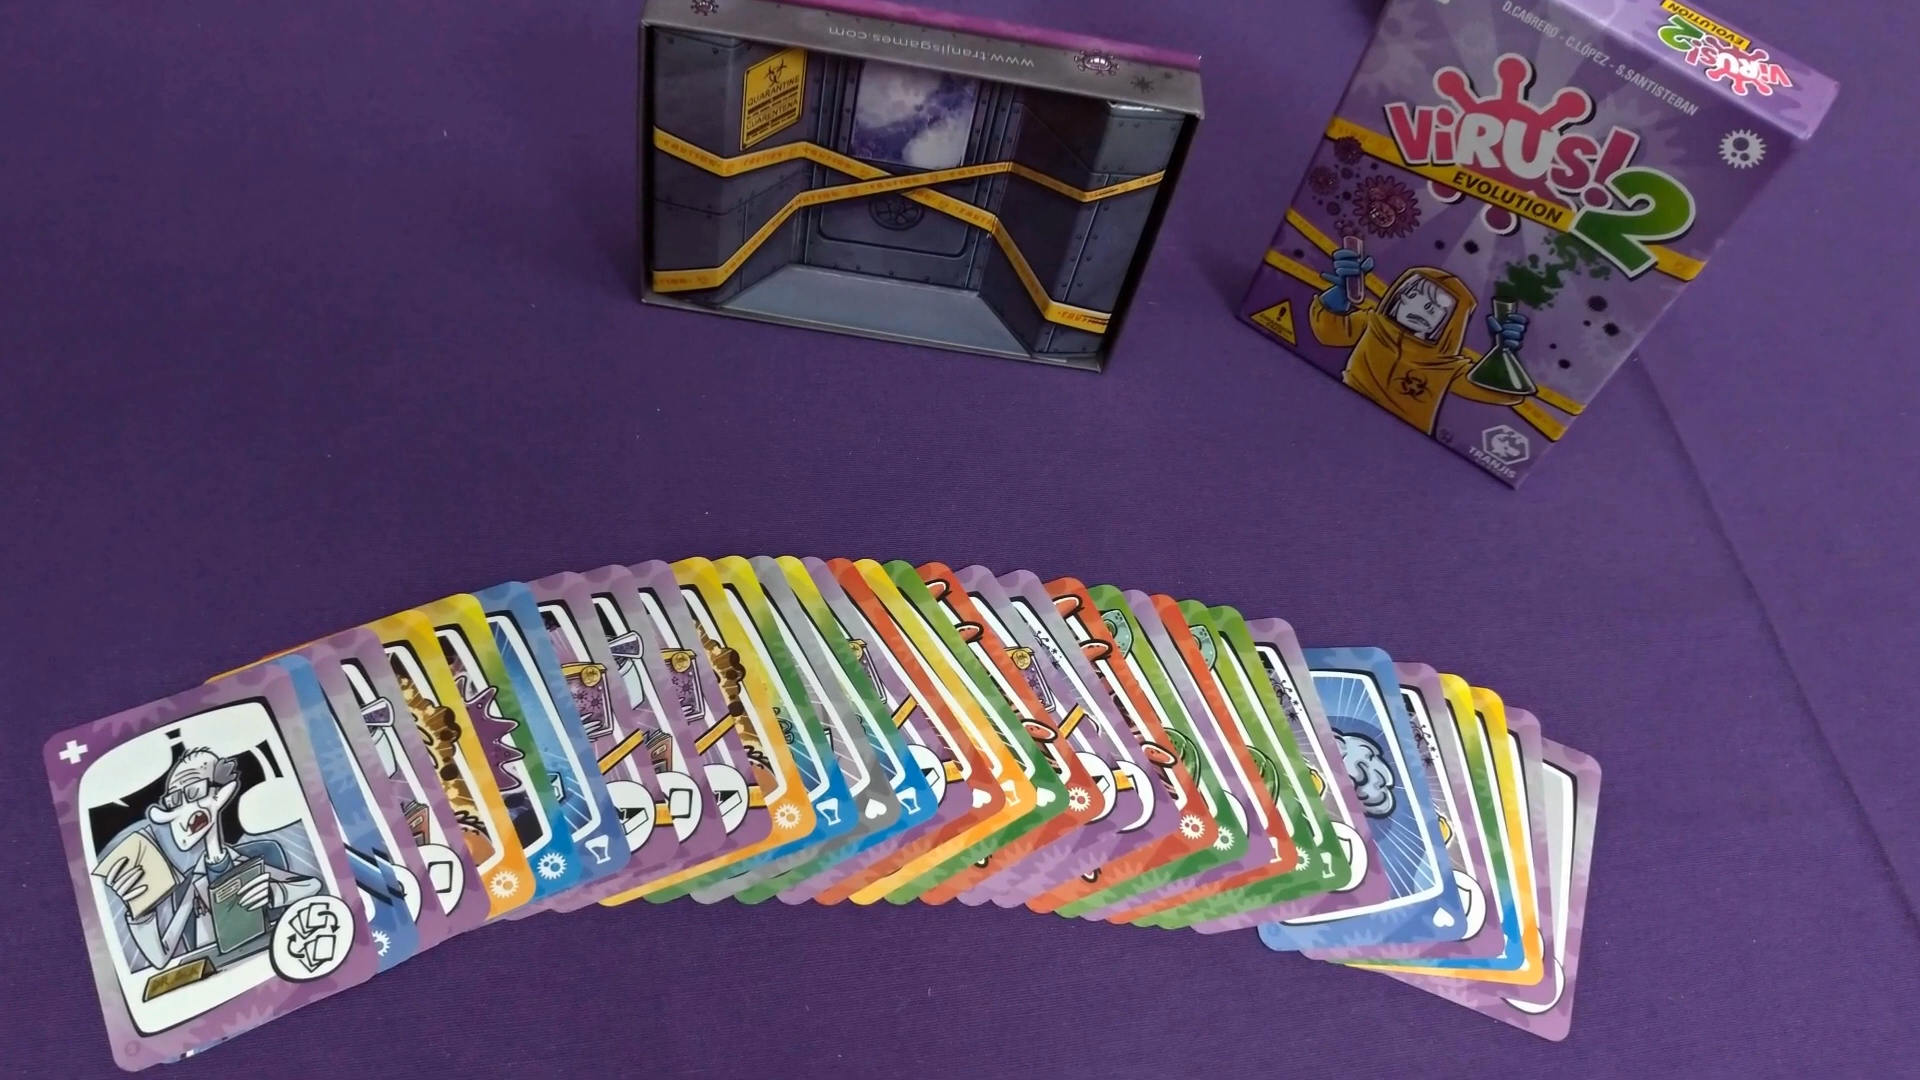 www.tranjisgames.com
QUARANTINE
CUARENTENA
D.CABRERO - C.LÓPEZ - S.SANTISTEBAN
ViRUS! 2
EVOLUTION
ViRUS! 2
EVOLUTION
TRANJIS